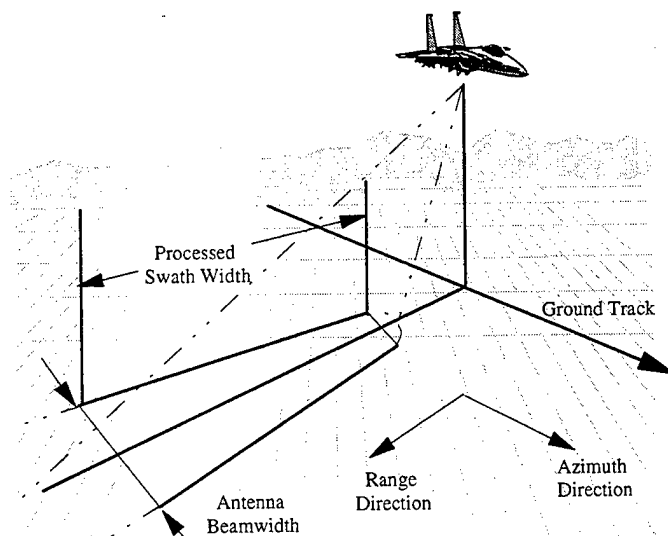 Processed
Swath Width
Ground Track
Range
Direction
Azimuth
Direction
Antenna
Beamwidth